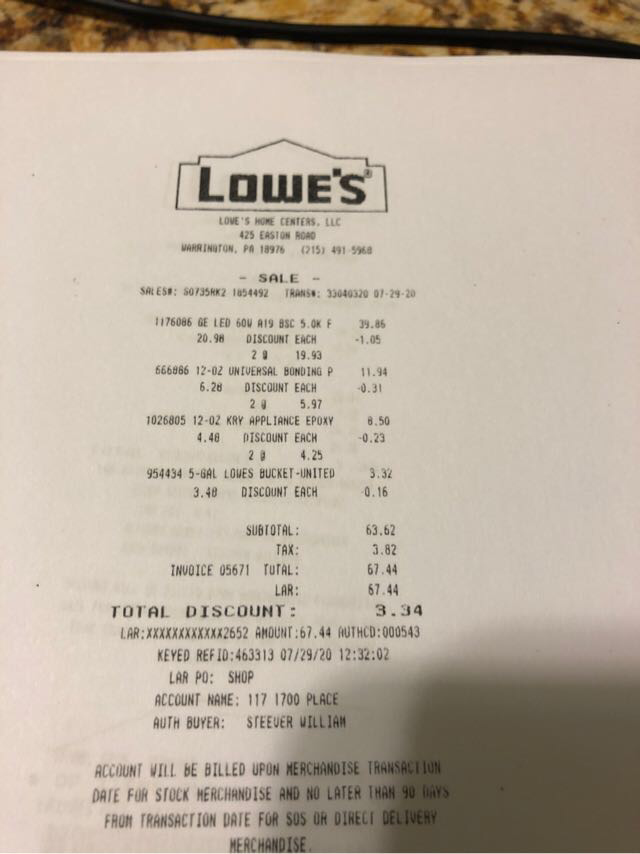 LOWE'S®
LOWE'S HOME CENTERS, LLC
425 EASTON ROAD
WARRINGTON, PA 18976 (215) 491-5968
- SALE -
SALES#: S0735RK2 1854492 TRANS#: 33040320 07-29-20
1176086 GE LED 60W A19 BSC 5.0K F 39.86
20.98 DISCOUNT EACH -1.05
2 @ 19.93
666886 12-OZ UNIVERSAL BONDING P 11.94
6.28 DISCOUNT EACH -0.31
2 @ 5.97
1026805 12-OZ KRY APPLIANCE EPOXY 8.50
4.48 DISCOUNT EACH -0.23
2 @ 4.25
954434 5-GAL LOWES BUCKET-UNITED 3.32
3.48 DISCOUNT EACH -0.16
SUBTOTAL: 63.62
TAX: 3.82
INVOICE 05671 TOTAL: 67.44
LAR: 67.44
TOTAL DISCOUNT: 3.34
LAR:XXXXXXXXXXXX2652 AMOUNT:67.44 AUTHCD:000543
KEYED REFID:463313 07/29/20 12:32:02
LAR PO: SHOP
ACCOUNT NAME: 117 1700 PLACE
AUTH BUYER: STEEVER WILLIAM
ACCOUNT WILL BE BILLED UPON MERCHANDISE TRANSACTION
DATE FOR STOCK MERCHANDISE AND NO LATER THAN 90 DAYS
FROM TRANSACTION DATE FOR SOS OR DIRECT DELIVERY
MERCHANDISE.